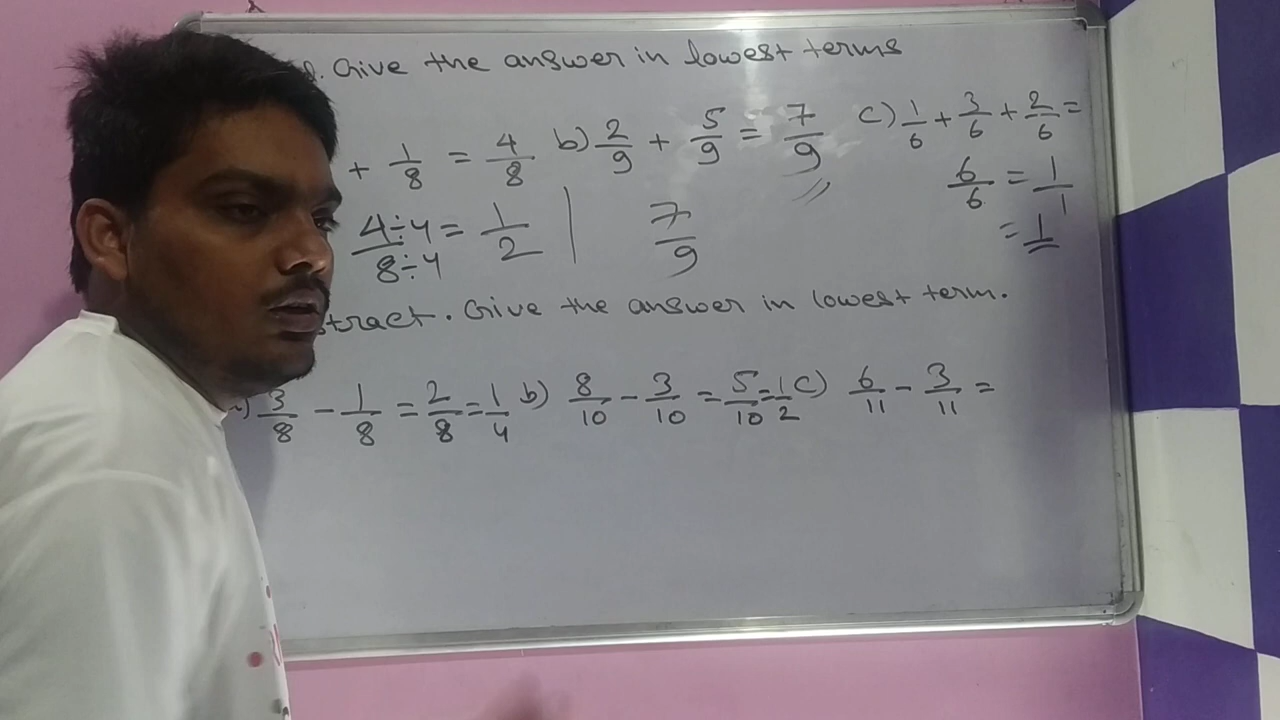 d. Give the answer in lowest terms
+ 1/8 = 4/8 b) 2/9 + 5/9 = 7/9 c) 1/6 + 3/6 + 2/6 =
4÷4/8÷4 = 1/2 | 7/9 6/6 = 1/1
= 1
tract. Give the answer in lowest term.
a) 3/8 - 1/8 = 2/8 = 1/4 b) 8/10 - 3/10 = 5/10 = 1/2 c) 6/11 - 3/11 =